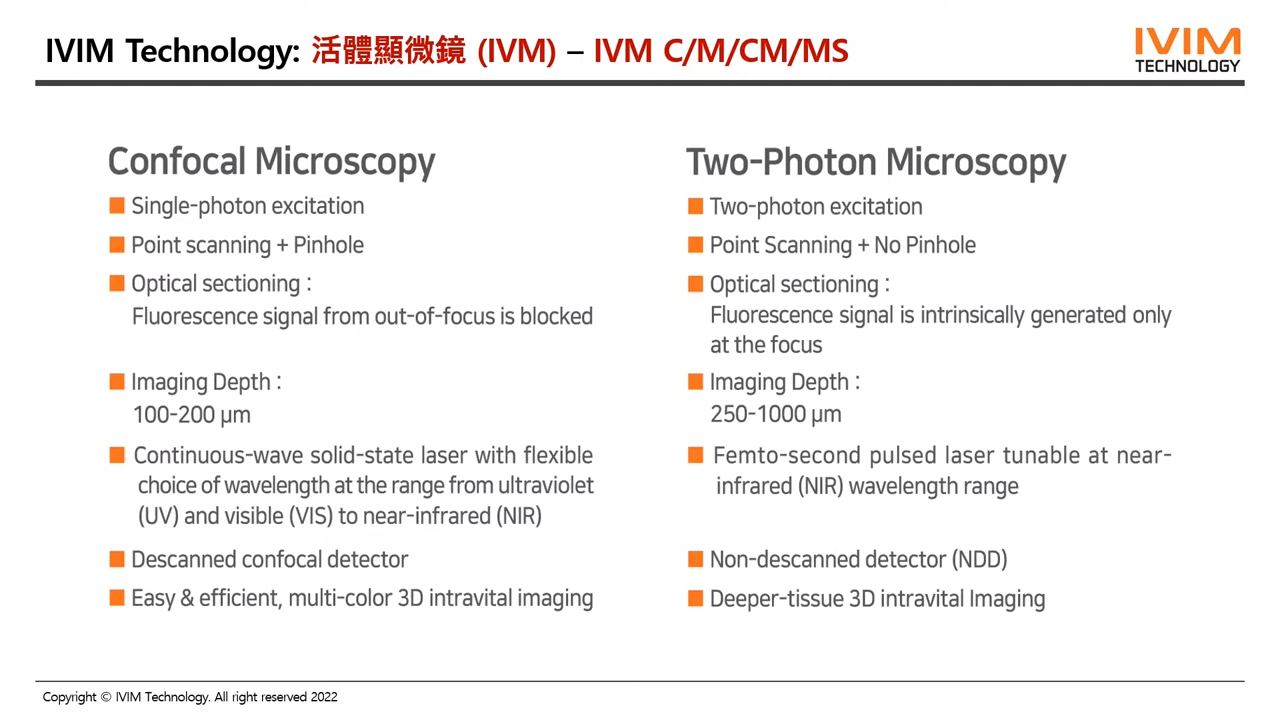 IVIM Technology: 活體顯微鏡 (IVM) – IVM C/M/CM/MS
IVIM
TECHNOLOGY
Confocal Microscopy
Single-photon excitation
Point scanning + Pinhole
Optical sectioning :
Fluorescence signal from out-of-focus is blocked
Imaging Depth :
100-200 μm
Continuous-wave solid-state laser with flexible
choice of wavelength at the range from ultraviolet
(UV) and visible (VIS) to near-infrared (NIR)
Descanned confocal detector
Easy & efficient, multi-color 3D intravital imaging
Two-Photon Microscopy
Two-photon excitation
Point Scanning + No Pinhole
Optical sectioning :
Fluorescence signal is intrinsically generated only
at the focus
Imaging Depth :
250-1000 μm
Femto-second pulsed laser tunable at near-
infrared (NIR) wavelength range
Non-descanned detector (NDD)
Deeper-tissue 3D intravital Imaging
Copyright © IVIM Technology. All right reserved 2022